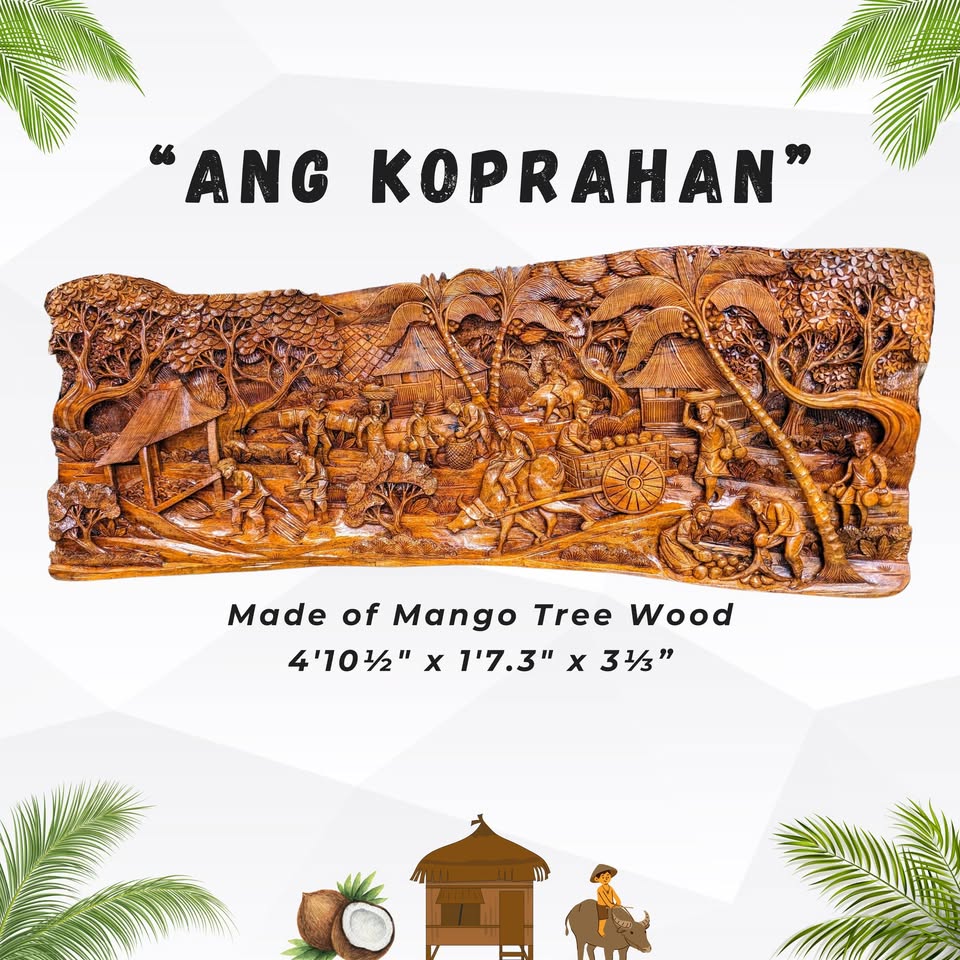 “ANG KOPRAHAN”
Made of Mango Tree Wood
4'10½" x 1'7.3" x 3⅓”